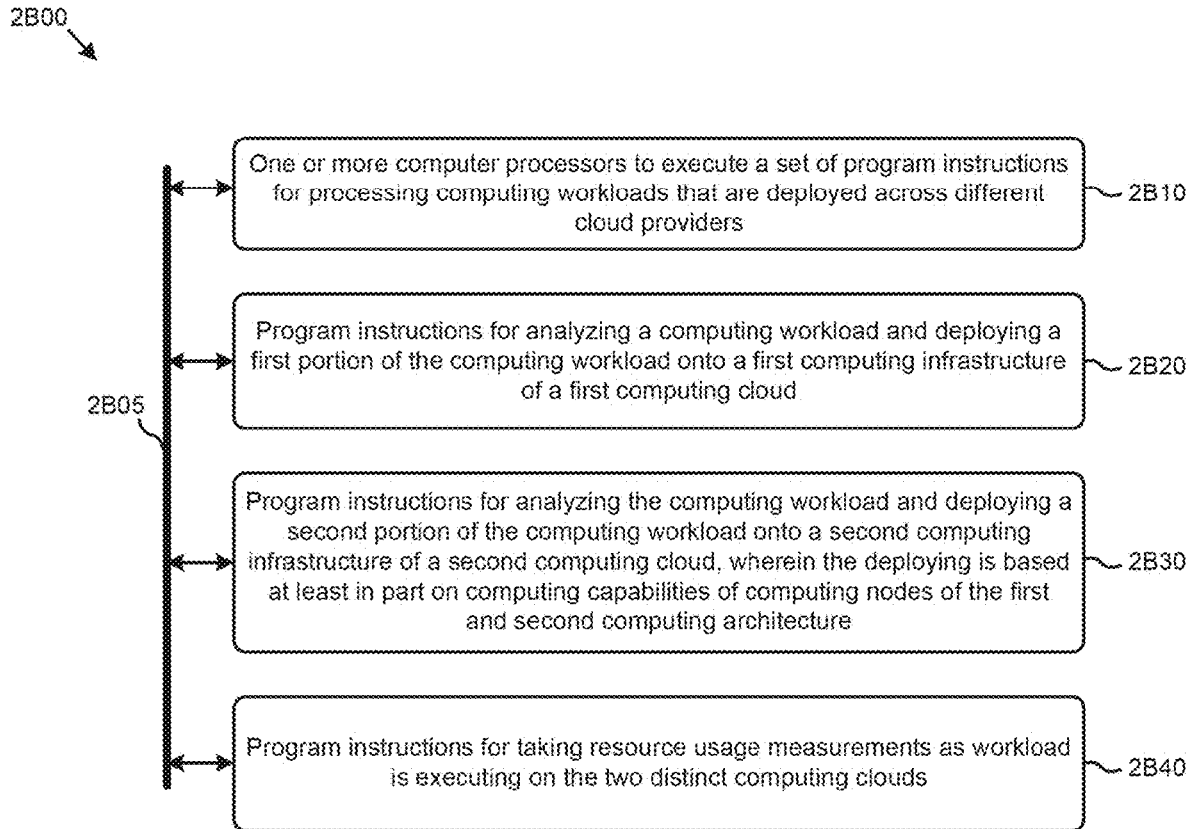 2B00
One or more computer processors to execute a set of program instructions
for processing computing workloads that are deployed across different
cloud providers
2B10
Program instructions for analyzing a computing workload and deploying a
first portion of the computing workload onto a first computing infrastructure
of a first computing cloud
2B20
2B05
Program instructions for analyzing the computing workload and deploying a
second portion of the computing workload onto a second computing
infrastructure of a second computing cloud, wherein the deploying is based
at least in part on computing capabilities of computing nodes of the first
and second computing architecture
2B30
Program instructions for taking resource usage measurements as workload
is executing on the two distinct computing clouds
2B40